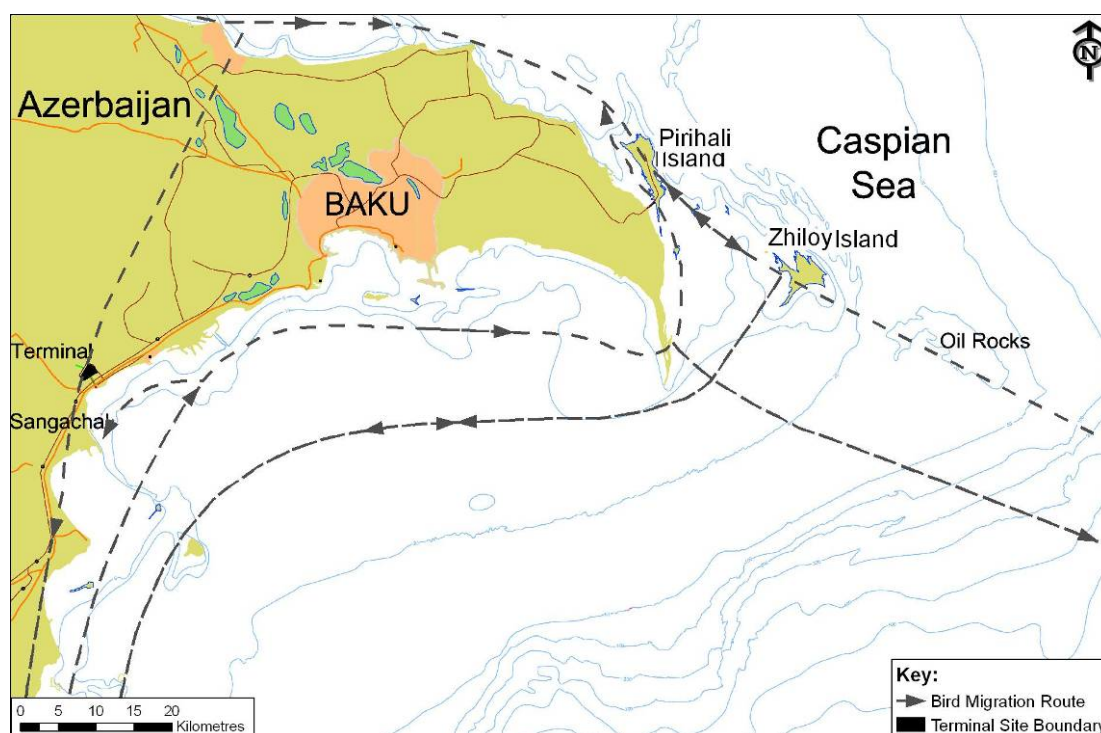 N
Azerbaijan
Pirihali
Island
Caspian
Sea
BAKU
Zhiloy Island
Oil Rocks
Terminal
Sangachal
Key:
Bird Migration Route
Terminal Site Boundary
0 5 10 15 20
Kilometres